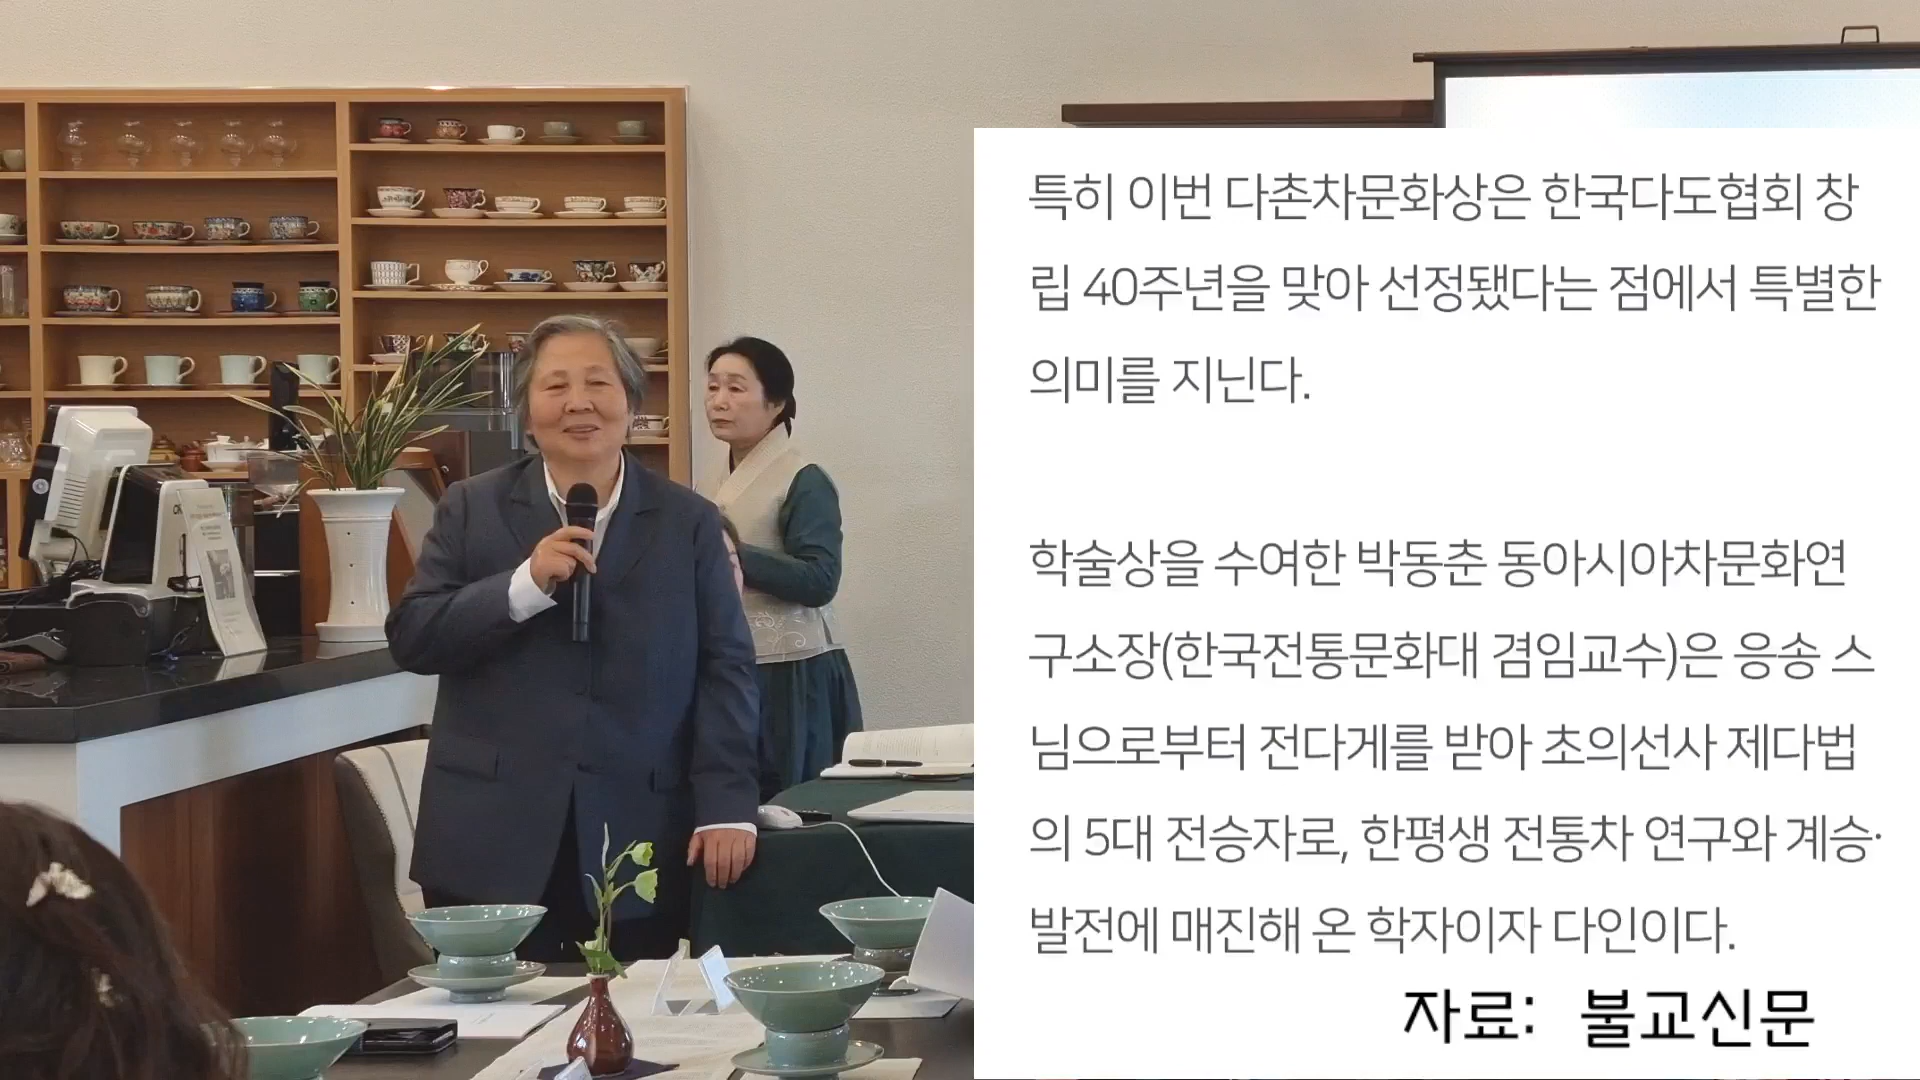 특히 이번 다촌차문화상은 한국다도협회 창
립 40주년을 맞아 선정됐다는 점에서 특별한
의미를 지닌다.
학술상을 수여한 박동춘 동아시아차문화연
구소장(한국전통문화대 겸임교수)은 응송 스
님으로부터 전다게를 받아 초의선사 제다법
의 5대 전승자로, 한평생 전통차 연구와 계승·
발전에 매진해 온 학자이자 다인이다.
자료: 불교신문